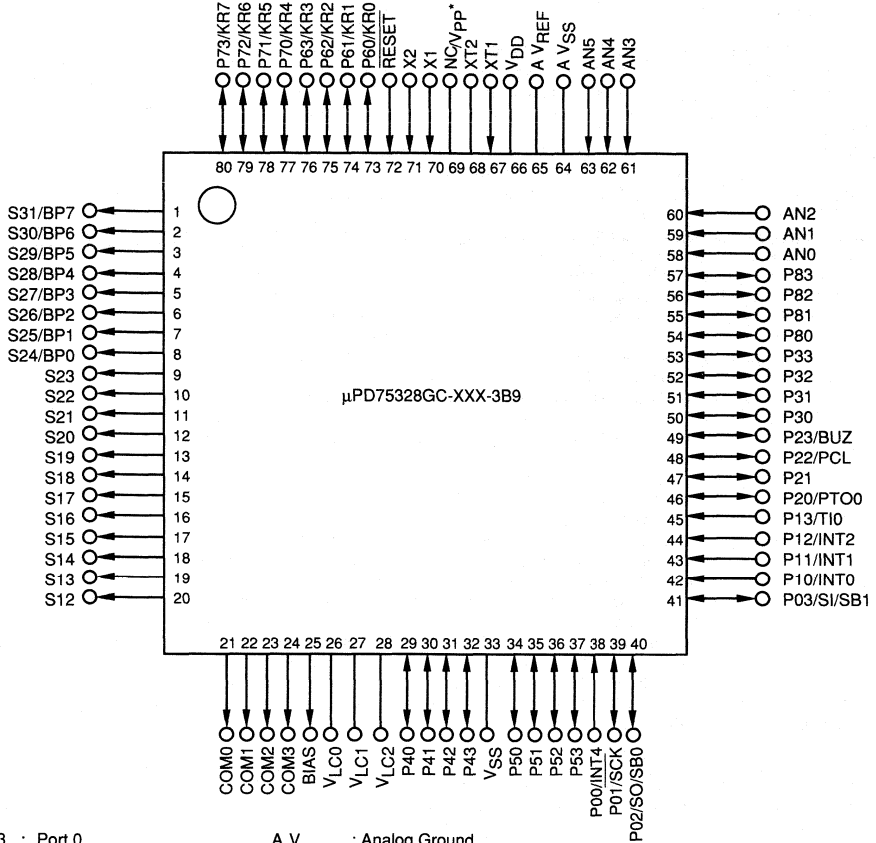 P73/KR7
P72/KR6
P71/KR5
P70/KR4
P63/KR3
P62/KR2
P61/KR1
P60/KR0
RESET
X2
X1
NC/VPP*
XT2
XT1
VDD
A VREF
A VSS
AN5
AN4
AN3
80 79 78 77 76 75 74 73 72 71 70 69 68 67 66 65 64 63 62 61
S31/BP7 1
S30/BP6 2
S29/BP5 3
S28/BP4 4
S27/BP3 5
S26/BP2 6
S25/BP1 7
S24/BP0 8
S23 9
S22 10
S21 11
S20 12
S19 13
S18 14
S17 15
S16 16
S15 17
S14 18
S13 19
S12 20
µPD75328GC-XXX-3B9
60 AN2
59 AN1
58 AN0
57 P83
56 P82
55 P81
54 P80
53 P33
52 P32
51 P31
50 P30
49 P23/BUZ
48 P22/PCL
47 P21
46 P20/PTO0
45 P13/TI0
44 P12/INT2
43 P11/INT1
42 P10/INT0
41 P03/SI/SB1
21 22 23 24 25 26 27 28 29 30 31 32 33 34 35 36 37 38 39 40
COM0
COM1
COM2
COM3
BIAS
VLC0
VLC1
VLC2
P40
P41
P42
P43
VSS
P50
P51
P52
P53
P00/INT4
P01/SCK
P02/SO/SB0
3 : Port 0 A V : Analog Ground